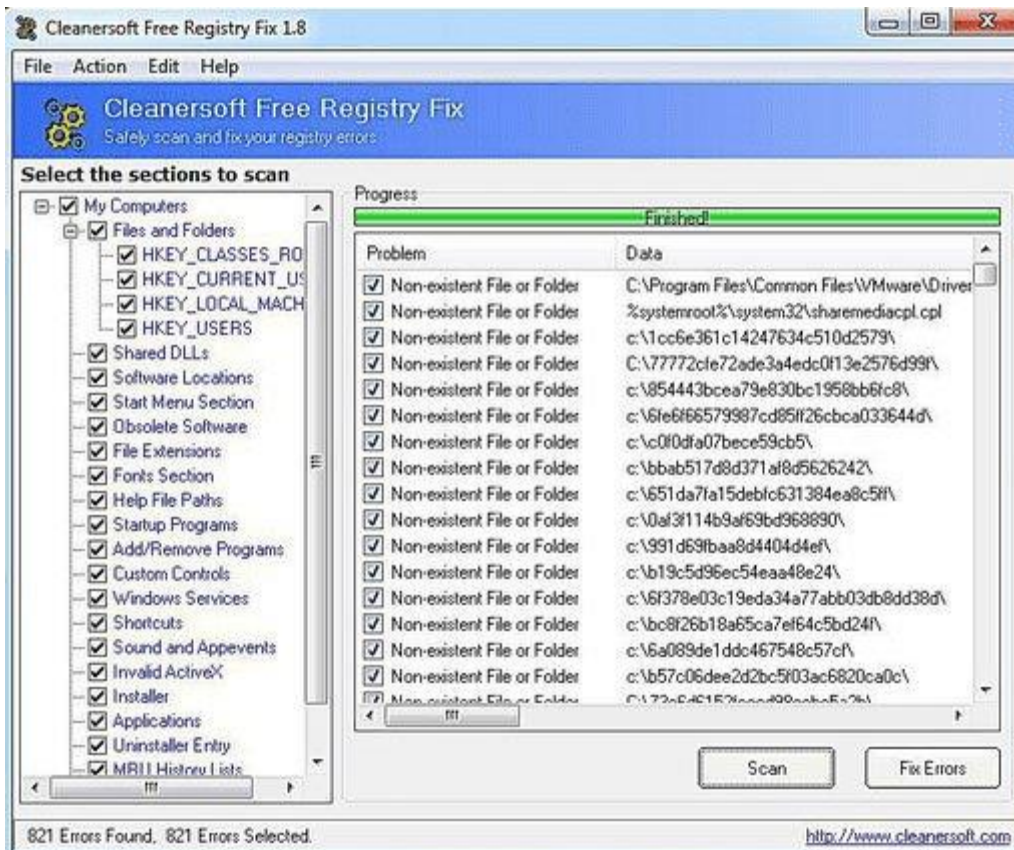 Cleanersoft Free Registry Fix 1.8
File Action Edit Help
Cleanersoft Free Registry Fix
Safely scan and fix your registry errors
Select the sections to scan
My Computers
Files and Folders
HKEY_CLASSES_RO
HKEY_CURRENT_US
HKEY_LOCAL_MACH
HKEY_USERS
Shared DLLs
Software Locations
Start Menu Section
Obsolete Software
File Extensions
Fonts Section
Help File Paths
Startup Programs
Add/Remove Programs
Custom Controls
Windows Services
Shortcuts
Sound and Appevents
Invalid ActiveX
Installer
Applications
Uninstaller Entry
MRU History Lists
Progress
Finished!
Problem Data
Non-existent File or Folder C:\Program Files\Common Files\VMware\Driver
Non-existent File or Folder %systemroot%\system32\sharemediacpl.cpl
Non-existent File or Folder c:\1cc6e361c14247634c510d2579\
Non-existent File or Folder C:\77772cfe72ade3a4edc0f13e2576d99f\
Non-existent File or Folder c:\854443bcea79e830bc1958bb6fc8\
Non-existent File or Folder c:\6fe6f66579987cd85ff26cbca033644d\
Non-existent File or Folder c:\c0f0dfa07bece59cb5\
Non-existent File or Folder c:\bbab517d8d371af8d5626242\
Non-existent File or Folder c:\651da7fa15debfc631384ea8c5ff\
Non-existent File or Folder c:\0af3f114b9af69bd968890\
Non-existent File or Folder c:\991d69fbaa8d4404d4ef\
Non-existent File or Folder c:\b19c5d96ec54eaa48e24\
Non-existent File or Folder c:\6f378e03c19eda34a77abb03db8dd38d\
Non-existent File or Folder c:\bc8f26b18a65ca7ef64c5bd24f\
Non-existent File or Folder c:\6a089de1ddc467548c57cf\
Non-existent File or Folder c:\b57c06dee2d2bc5f03ac6820ca0c\
Non-existent File or Folder
Scan Fix Errors
821 Errors Found, 821 Errors Selected.
http://www.cleanersoft.com